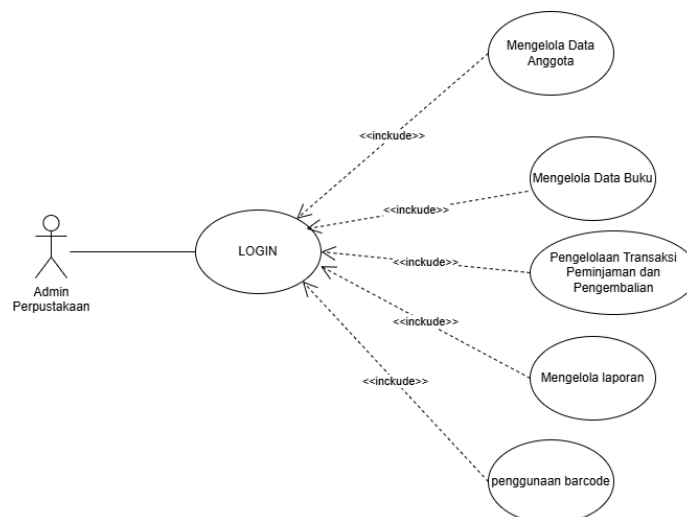 Mengelola Data
Anggota
<<inckude>>
Mengelola Data Buku
<<inckude>>
LOGIN
Pengelolaan Transaksi
Peminjaman dan
Pengembalian
<<inckude>>
Admin
Perpustakaan
<<inckude>>
Mengelola laporan
<<inckude>>
penggunaan barcode